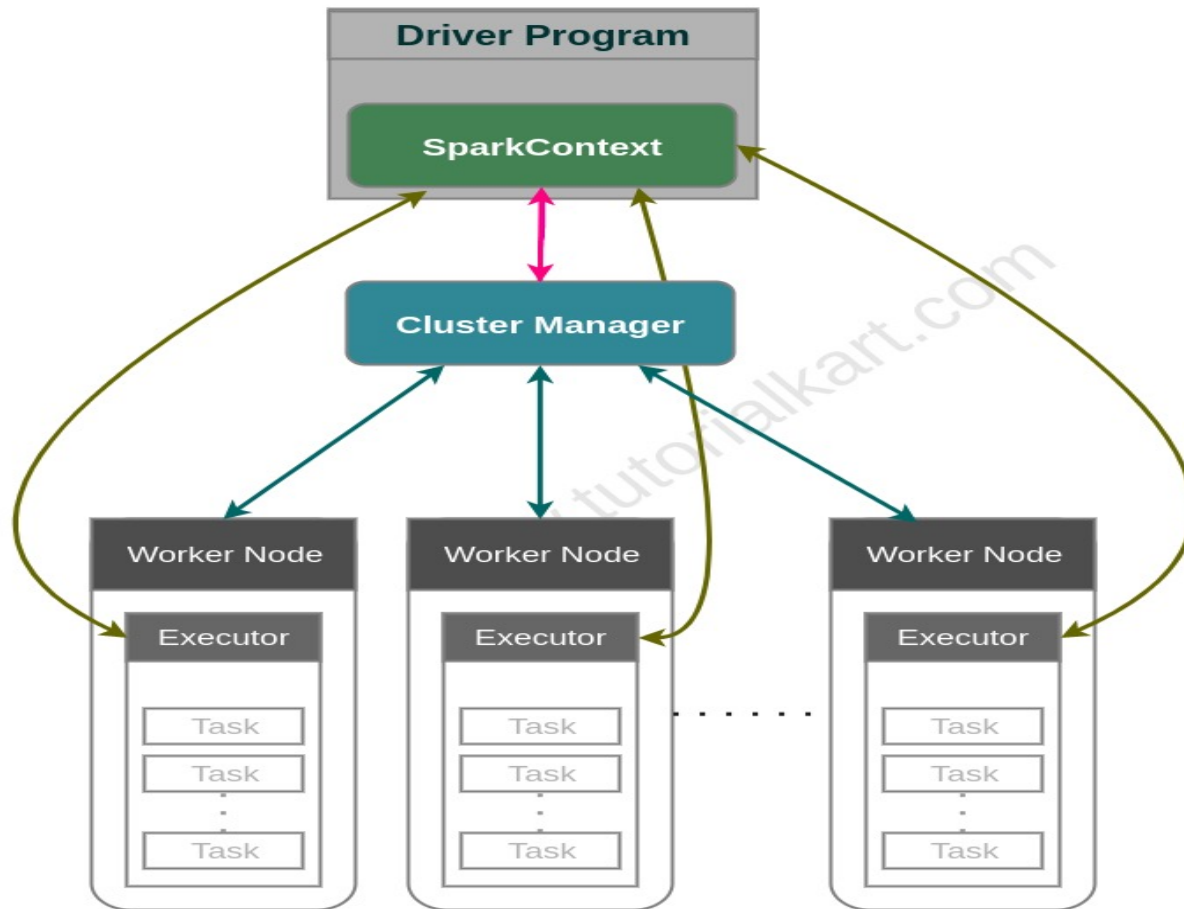 Driver Program
SparkContext
Cluster Manager
tutorialkart.com
Worker Node
Worker Node
Worker Node
Executor
Executor
Executor
Task
Task
Task
Task
Task
Task
Task
Task
Task